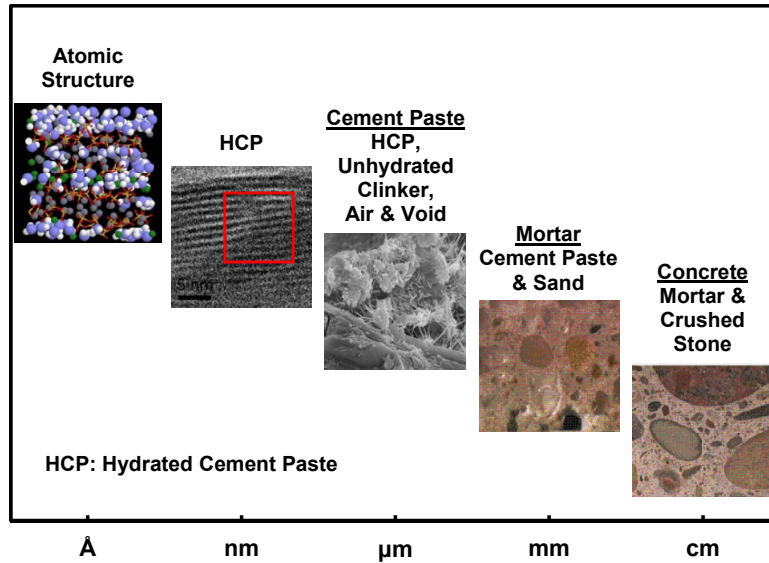 Atomic
Structure
HCP
5 nm
Cement Paste
HCP,
Unhydrated
Clinker,
Air & Void
Mortar
Cement Paste
& Sand
Concrete
Mortar &
Crushed
Stone
HCP: Hydrated Cement Paste
Å
nm
µm
mm
cm